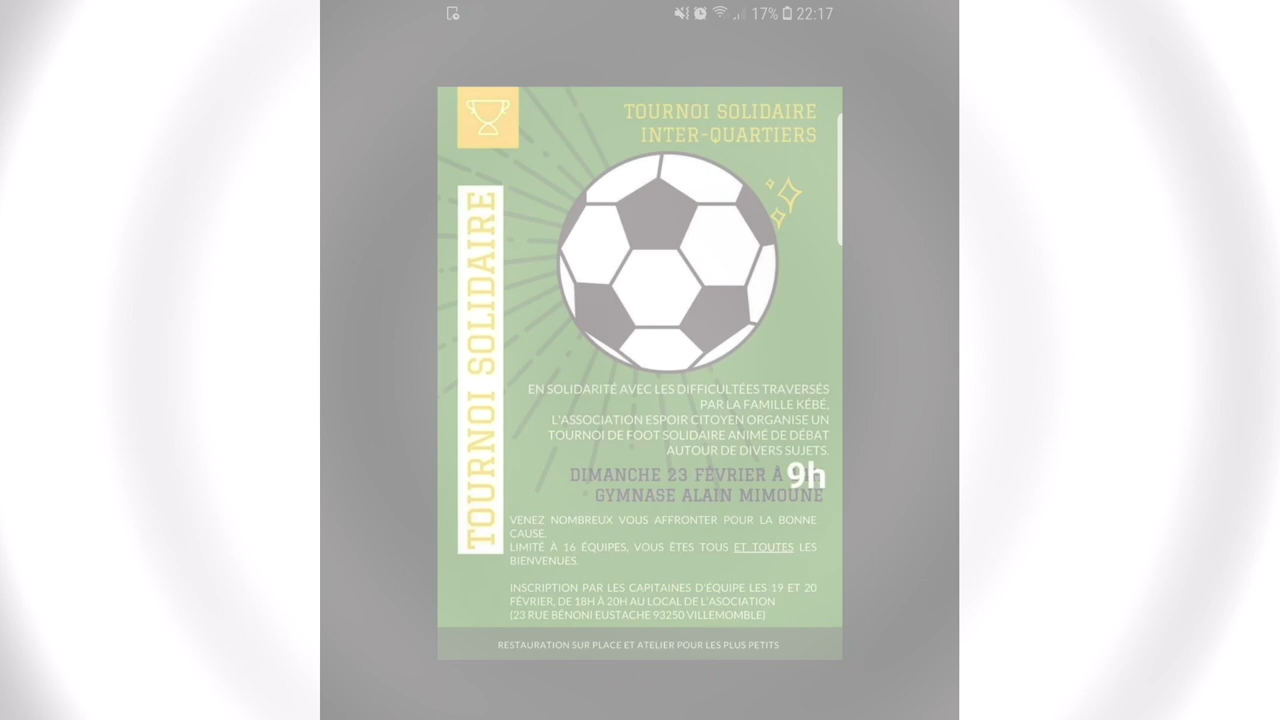 17% 22:17
TOURNOI SOLIDAIRE
INTER-QUARTIERS
TOURNOI SOLIDAIRE
EN SOLIDARITÉ AVEC LES DIFFICULTÉES TRAVERSÉS
PAR LA FAMILLE KÉBÉ,
L'ASSOCIATION ESPOIR CITOYEN ORGANISE UN
TOURNOI DE FOOT SOLIDAIRE ANIMÉ DE DÉBAT
AUTOUR DE DIVERS SUJETS.
DIMANCHE 23 FÉVRIER À 9h
GYMNASE ALAIN MIMOUNE
VENEZ NOMBREUX VOUS AFFRONTER POUR LA BONNE
CAUSE.
LIMITÉ À 16 ÉQUIPES, VOUS ÊTES TOUS ET TOUTES LES
BIENVENUES.
INSCRIPTION PAR LES CAPITAINES D'ÉQUIPE LES 19 ET 20
FÉVRIER, DE 18H À 20H AU LOCAL DE L'ASOCIATION
(23 RUE BÉNONI EUSTACHE 93250 VILLEMOMBLE)
RESTAURATION SUR PLACE ET ATELIER POUR LES PLUS PETITS